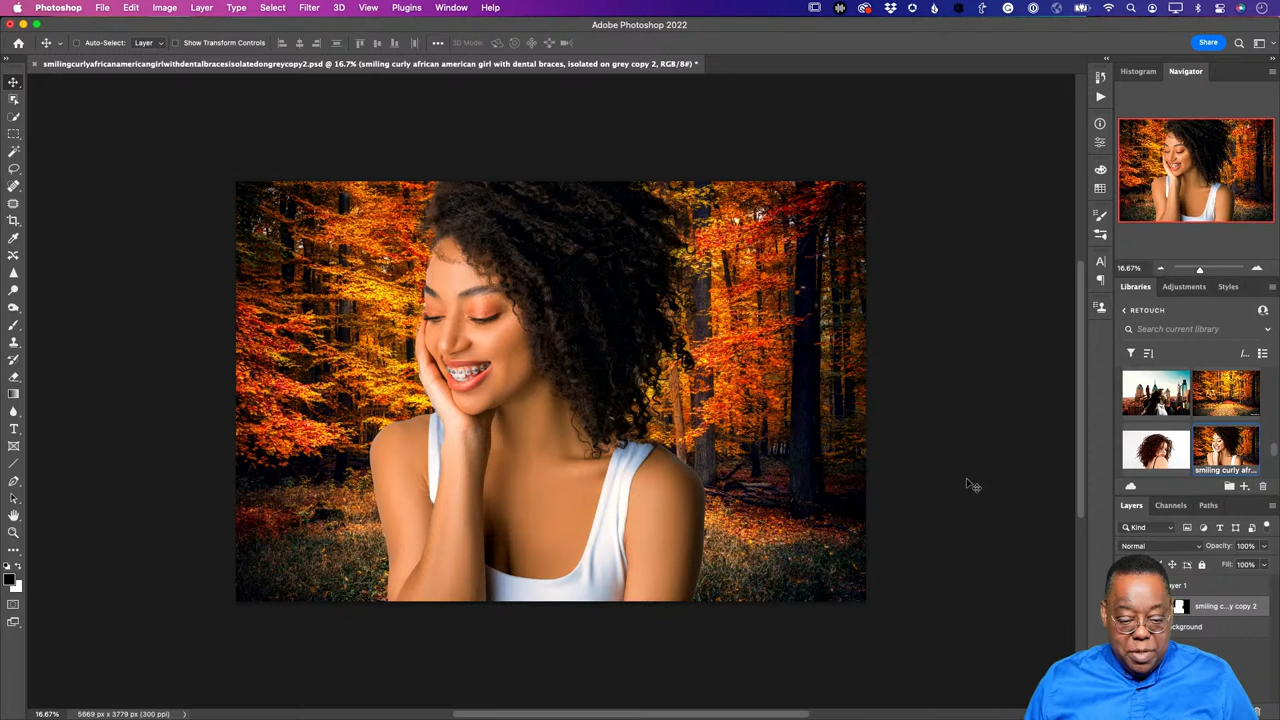 Photoshop File Edit Image Layer Type Select Filter 3D View Plugins Window Help
Adobe Photoshop 2022
Auto-Select: Layer Show Transform Controls 3D Mode: Share
smilingcurlyafricanamericangirlwithdentalbracesisolatedongreycopy2.psd @ 16.7% (smiling curly african american girl with dental braces, isolated on grey copy 2, RGB/8#) *
Histogram Navigator
16.67%
Libraries Adjustments Styles
RETOUCH
Search current library
smiling curly afr...
Layers Channels Paths
Kind
Normal Opacity: 100%
Fill: 100%
smiling c...y copy 2
16.67% 5669 px x 3779 px (300 ppi)